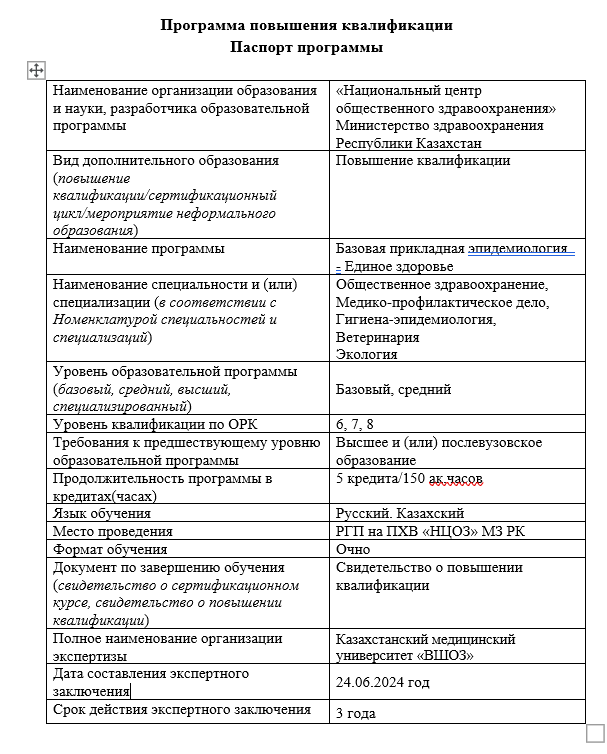 Программа повышения квалификации
Паспорт программы
Наименование организации образования
и науки, разработчика образовательной
программы
«Национальный центр
общественного здравоохранения»
Министерство здравоохранения
Республики Казахстан
Вид дополнительного образования
(повышение
квалификации/сертификационный
цикл/мероприятие неформального
образования)
Повышение квалификации
Наименование программы
Базовая прикладная эпидемиология
- Единое здоровье
Наименование специальности и (или)
специализации (в соответствии с
Номенклатурой специальностей и
специализаций)
Общественное здравоохранение,
Медико-профилактическое дело,
Гигиена-эпидемиология,
Ветеринария
Экология
Уровень образовательной программы
(базовый, средний, высший,
специализированный)
Базовый, средний
Уровень квалификации по ОРК
6, 7, 8
Требования к предшествующему уровню
образовательной программы
Высшее и (или) послевузовское
образование
Продолжительность программы в
кредитах(часах)
5 кредита/150 ак.часов
Язык обучения
Русский. Казахский
Место проведения
РГП на ПХВ «НЦОЗ» МЗ РК
Формат обучения
Очно
Документ по завершению обучения
(свидетельство о сертификационном
курсе, свидетельство о повышении
квалификации)
Свидетельство о повышении
квалификации
Полное наименование организации
экспертизы
Казахстанский медицинский
университет «ВШОЗ»
Дата составления экспертного
заключения
24.06.2024 год
Срок действия экспертного заключения
3 года